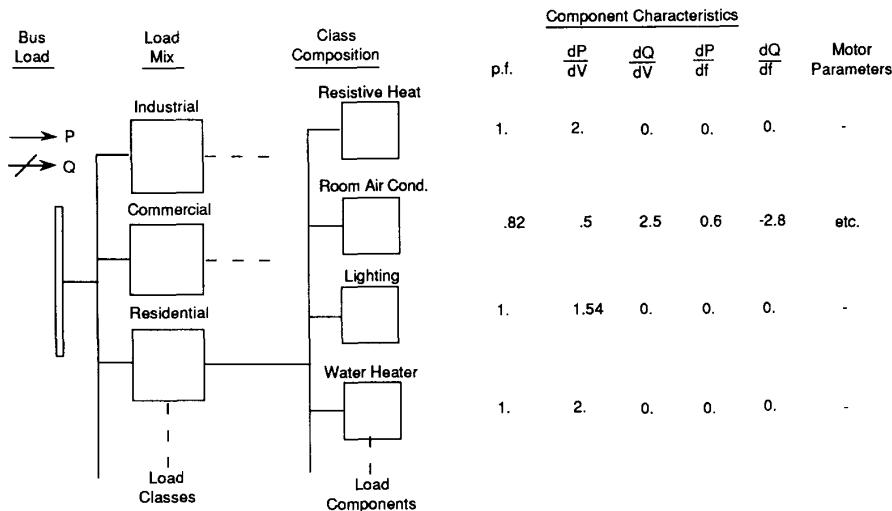 Component Characteristics
Bus Load
Load Mix
Class Composition
p.f.
dP/dV
dQ/dV
dP/df
dQ/df
Motor Parameters
P
Q
Industrial
Commercial
Residential
Load Classes
Resistive Heat
1. 2. 0. 0. 0. -
Room Air Cond.
.82 .5 2.5 0.6 -2.8 etc.
Lighting
1. 1.54 0. 0. 0. -
Water Heater
1. 2. 0. 0. 0. -
Load Components